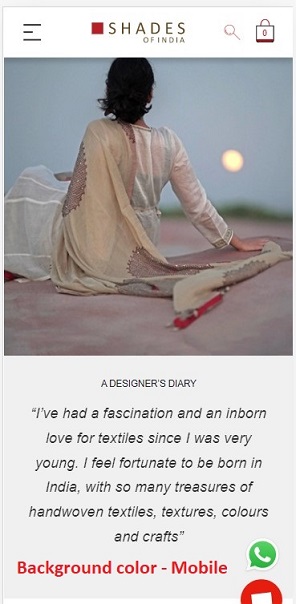 SHADES
OF INDIA
0
A DESIGNER'S DIARY
“I’ve had a fascination and an inborn
love for textiles since I was very
young. I feel fortunate to be born in
India, with so many treasures of
handwoven textiles, textures, colours
and crafts”
Background color - Mobile